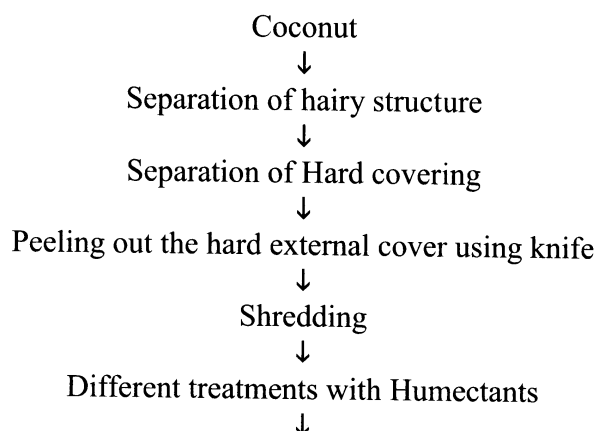 Coconut
↓
Separation of hairy structure
↓
Separation of Hard covering
↓
Peeling out the hard external cover using knife
↓
Shredding
↓
Different treatments with Humectants
↓